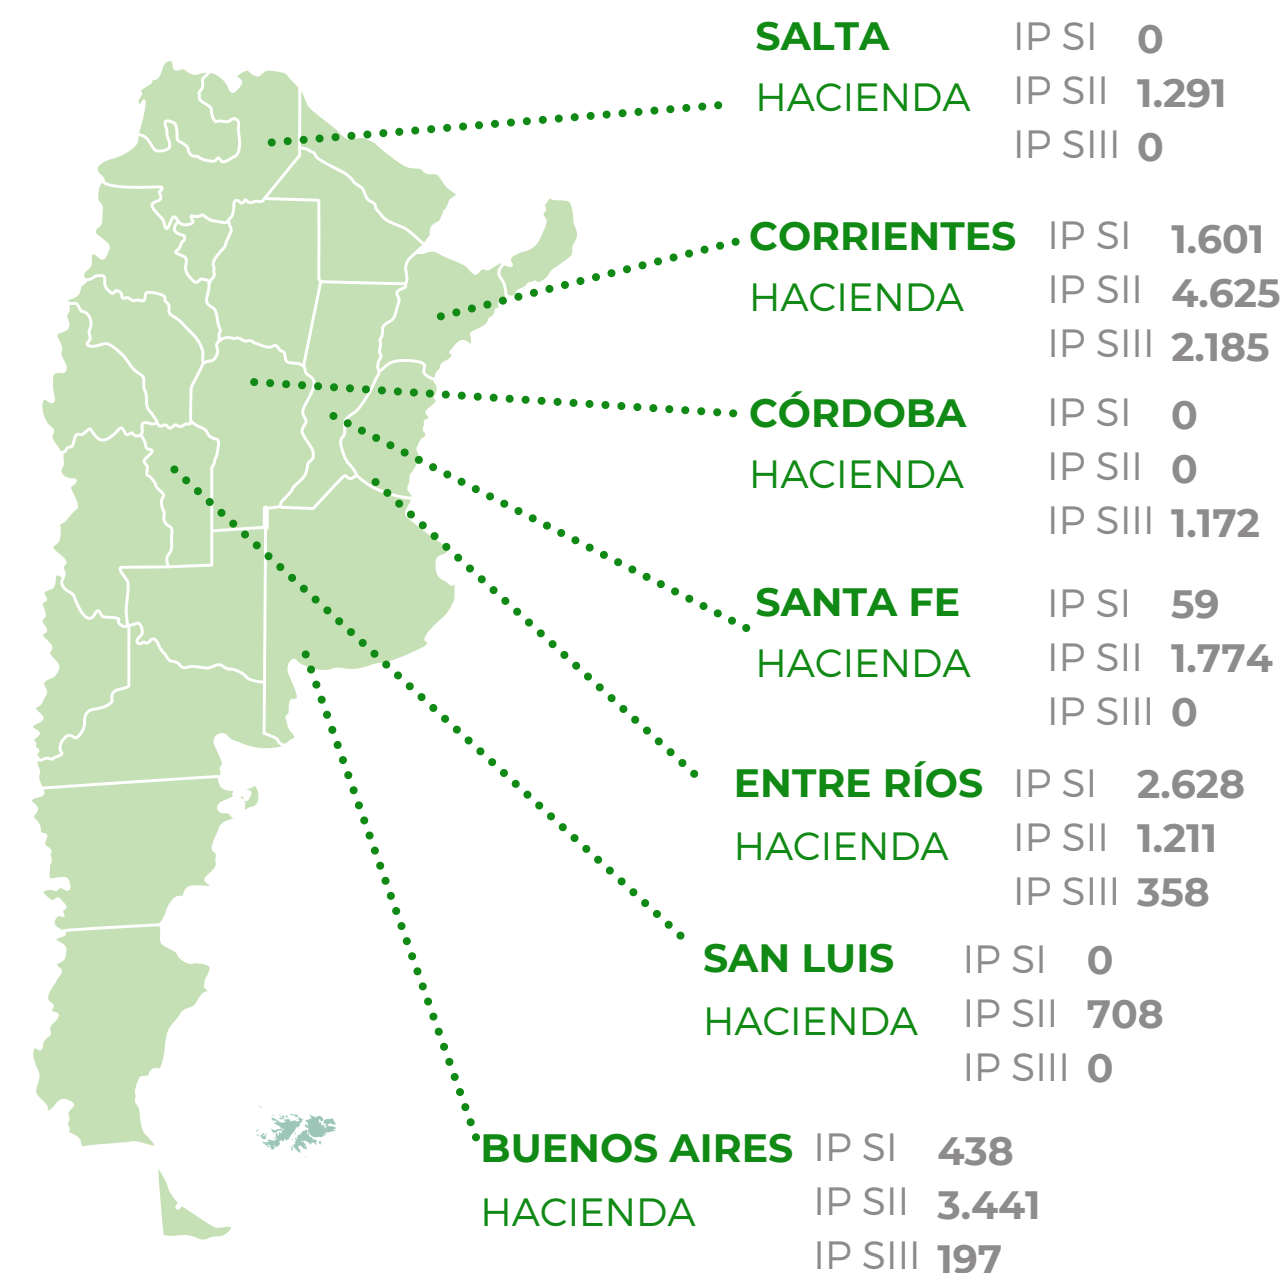 SALTA IP SI 0
HACIENDA IP SII 1.291
IP SIII 0
CORRIENTES IP SI 1.601
HACIENDA IP SII 4.625
IP SIII 2.185
CÓRDOBA IP SI 0
HACIENDA IP SII 0
IP SIII 1.172
SANTA FE IP SI 59
HACIENDA IP SII 1.774
IP SIII 0
ENTRE RÍOS IP SI 2.628
HACIENDA IP SII 1.211
IP SIII 358
SAN LUIS IP SI 0
HACIENDA IP SII 708
IP SIII 0
BUENOS AIRES IP SI 438
HACIENDA IP SII 3.441
IP SIII 197